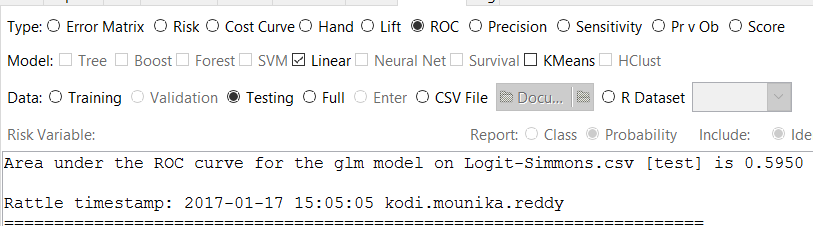 Type: Error Matrix Risk Cost Curve Hand Lift ROC Precision Sensitivity Pr v Ob Score
Model: Tree Boost Forest SVM Linear Neural Net Survival KMeans HClust
Data: Training Validation Testing Full Enter CSV File Docu... R Dataset
Risk Variable: Report: Class Probability Include: Ide
Area under the ROC curve for the glm model on Logit-Simmons.csv [test] is 0.5950
Rattle timestamp: 2017-01-17 15:05:05 kodi.mounika.reddy
======================================================================